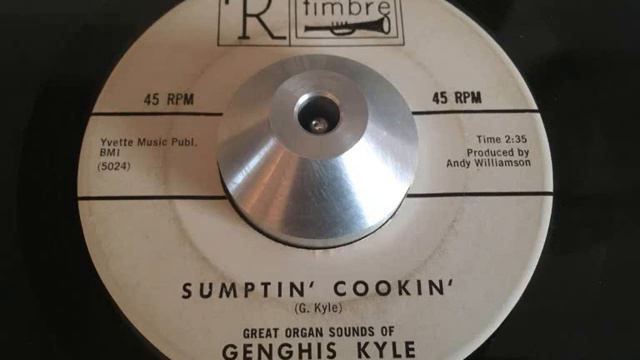 R timbre
45 RPM 45 RPM
Yvette Music Publ.
BMI
(5024)
Time 2:35
Produced by
Andy Williamson
SUMPTIN' COOKIN'
(G. Kyle)
GREAT ORGAN SOUNDS OF
GENGHIS KYLE